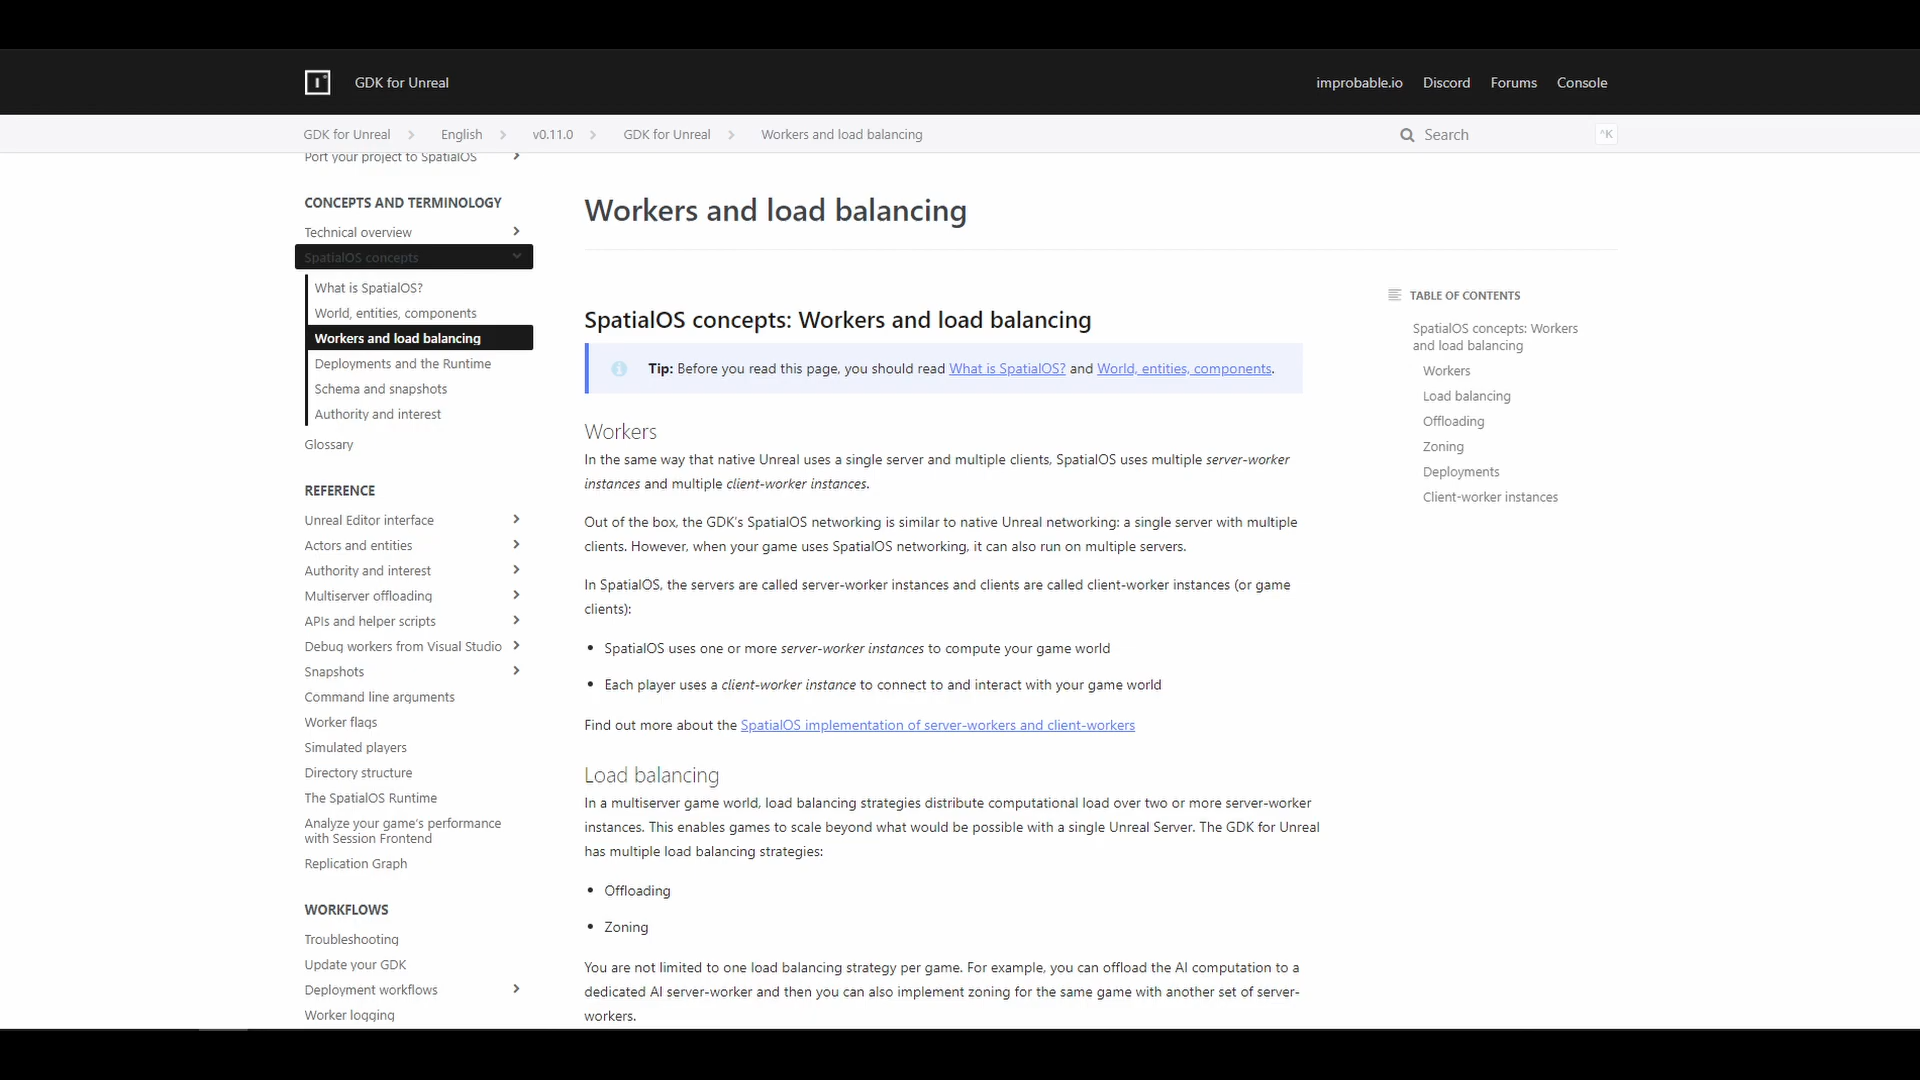 GDK for Unreal
improbable.io Discord Forums Console
GDK for Unreal English v0.11.0 GDK for Unreal Workers and load balancing
Search ^K
Port your project to SpatialOS
CONCEPTS AND TERMINOLOGY
Technical overview
SpatialOS concepts
What is SpatialOS?
World, entities, components
Workers and load balancing
Deployments and the Runtime
Schema and snapshots
Authority and interest
Glossary
REFERENCE
Unreal Editor interface
Actors and entities
Authority and interest
Multiserver offloading
APIs and helper scripts
Debug workers from Visual Studio
Snapshots
Command line arguments
Worker flags
Simulated players
Directory structure
The SpatialOS Runtime
Analyze your game's performance
with Session Frontend
Replication Graph
WORKFLOWS
Troubleshooting
Update your GDK
Deployment workflows
Worker logging
Workers and load balancing
SpatialOS concepts: Workers and load balancing
Tip: Before you read this page, you should read What is SpatialOS? and World, entities, components.
Workers
In the same way that native Unreal uses a single server and multiple clients, SpatialOS uses multiple server-worker
instances and multiple client-worker instances.
Out of the box, the GDK's SpatialOS networking is similar to native Unreal networking: a single server with multiple
clients. However, when your game uses SpatialOS networking, it can also run on multiple servers.
In SpatialOS, the servers are called server-worker instances and clients are called client-worker instances (or game
clients):
• SpatialOS uses one or more server-worker instances to compute your game world
• Each player uses a client-worker instance to connect to and interact with your game world
Find out more about the SpatialOS implementation of server-workers and client-workers
Load balancing
In a multiserver game world, load balancing strategies distribute computational load over two or more server-worker
instances. This enables games to scale beyond what would be possible with a single Unreal Server. The GDK for Unreal
has multiple load balancing strategies:
• Offloading
• Zoning
You are not limited to one load balancing strategy per game. For example, you can offload the AI computation to a
dedicated AI server-worker and then you can also implement zoning for the same game with another set of server-
workers.
TABLE OF CONTENTS
SpatialOS concepts: Workers
and load balancing
Workers
Load balancing
Offloading
Zoning
Deployments
Client-worker instances